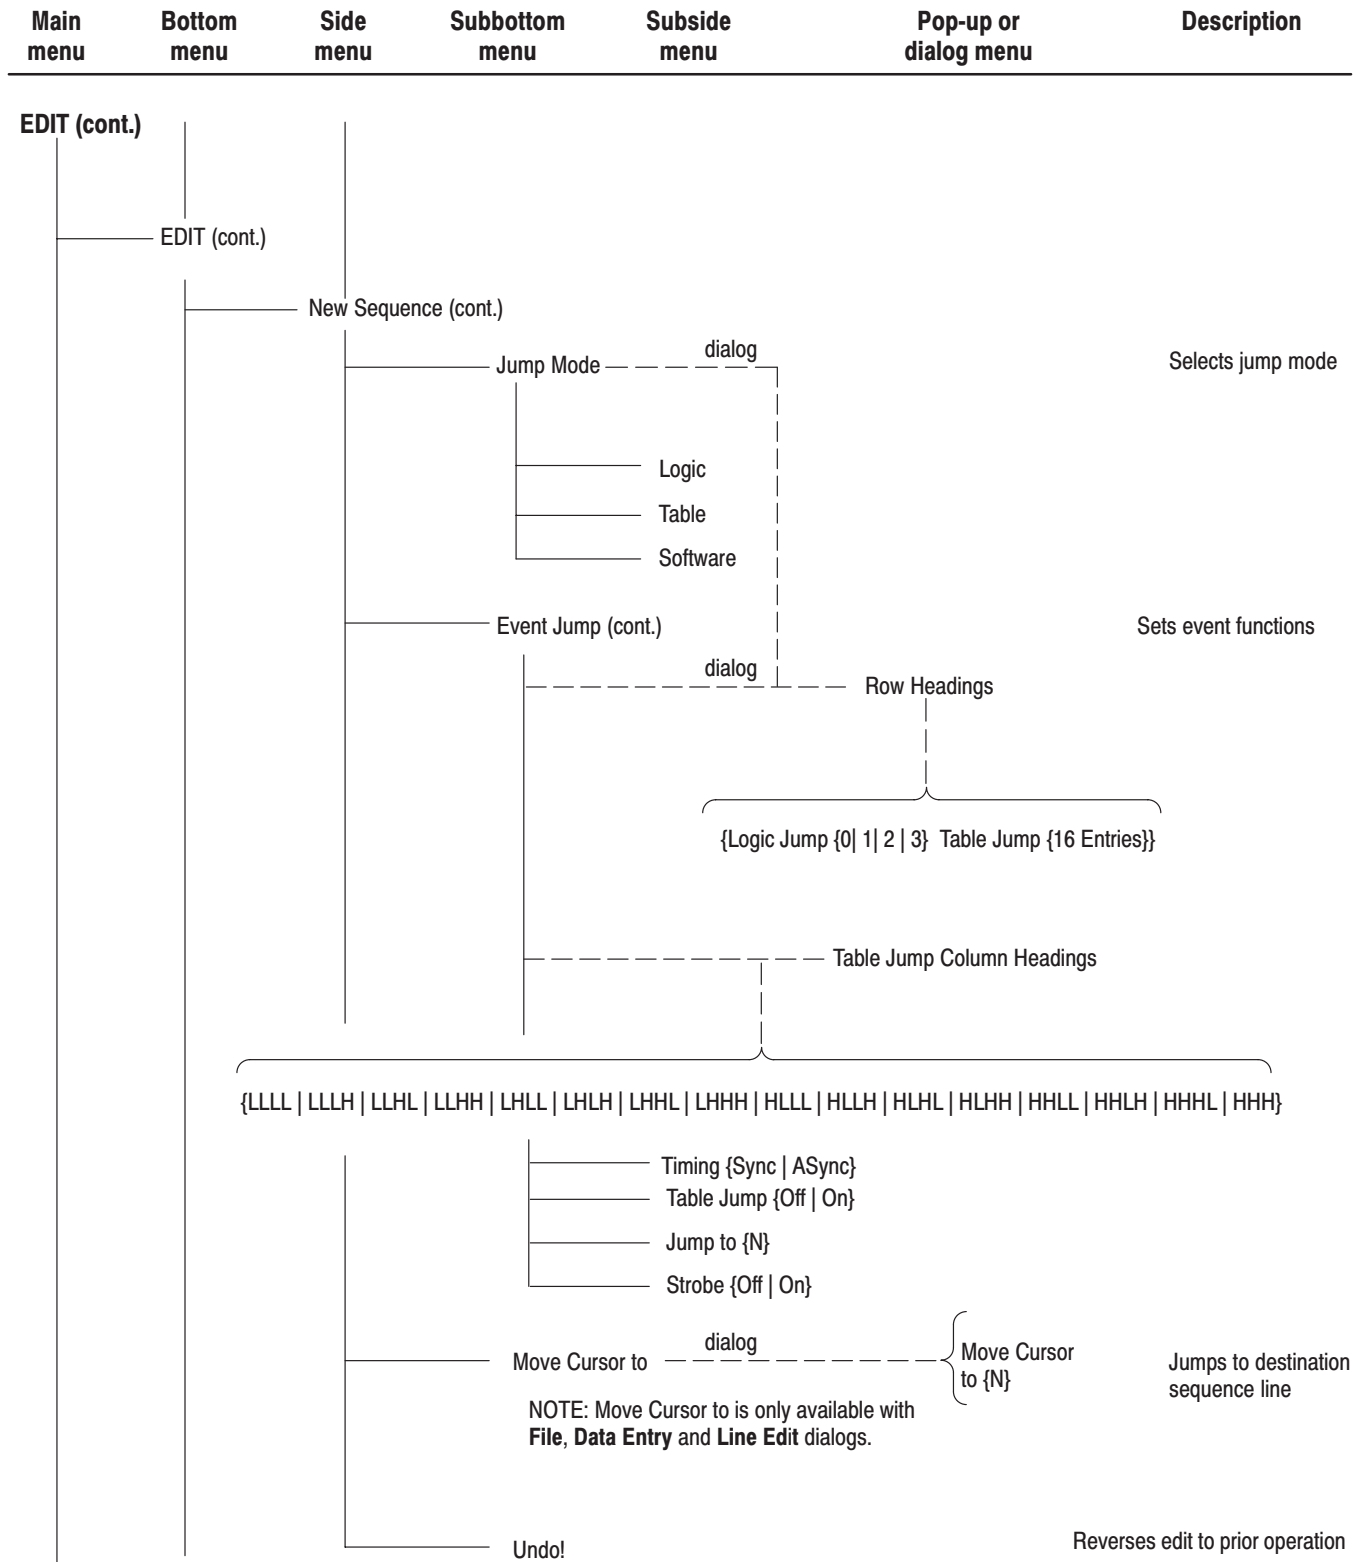 Main menu
Bottom menu
Side menu
Subbottom menu
Subside menu
Pop-up or dialog menu
Description
EDIT (cont.)
EDIT (cont.)
New Sequence (cont.)
Jump Mode
dialog
Selects jump mode
Logic
Table
Software
Event Jump (cont.)
Sets event functions
dialog
Row Headings
{Logic Jump {0| 1| 2 | 3}  Table Jump {16 Entries}}
Table Jump Column Headings
{LLLL | LLLH | LLHL | LLHH | LHLL | LHLH | LHHL | LHHH | HLLL | HLLH | HLHL | HLHH | HHLL | HHLH | HHHL | HHH}
Timing {Sync | ASync}
Table Jump {Off | On}
Jump to {N}
Strobe {Off | On}
Move Cursor to
dialog
Move Cursor
to {N}
Jumps to destination
sequence line
NOTE: Move Cursor to is only available with
File, Data Entry and Line Edit dialogs.
Undo!
Reverses edit to prior operation